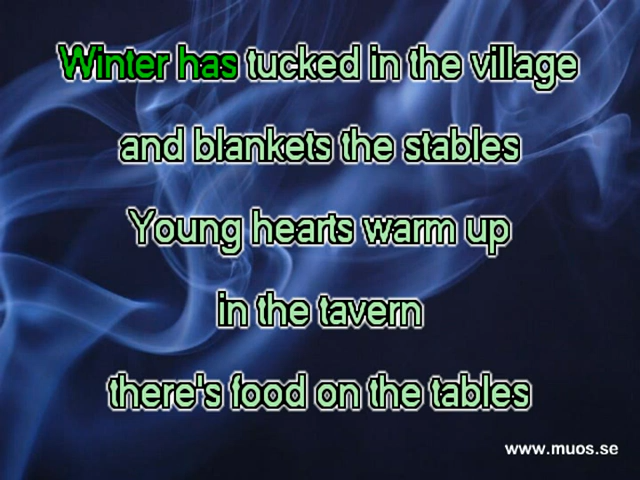 Winter has tucked in the village
and blankets the stables
Young hearts warm up
in the tavern
there's food on the tables
www.muos.se